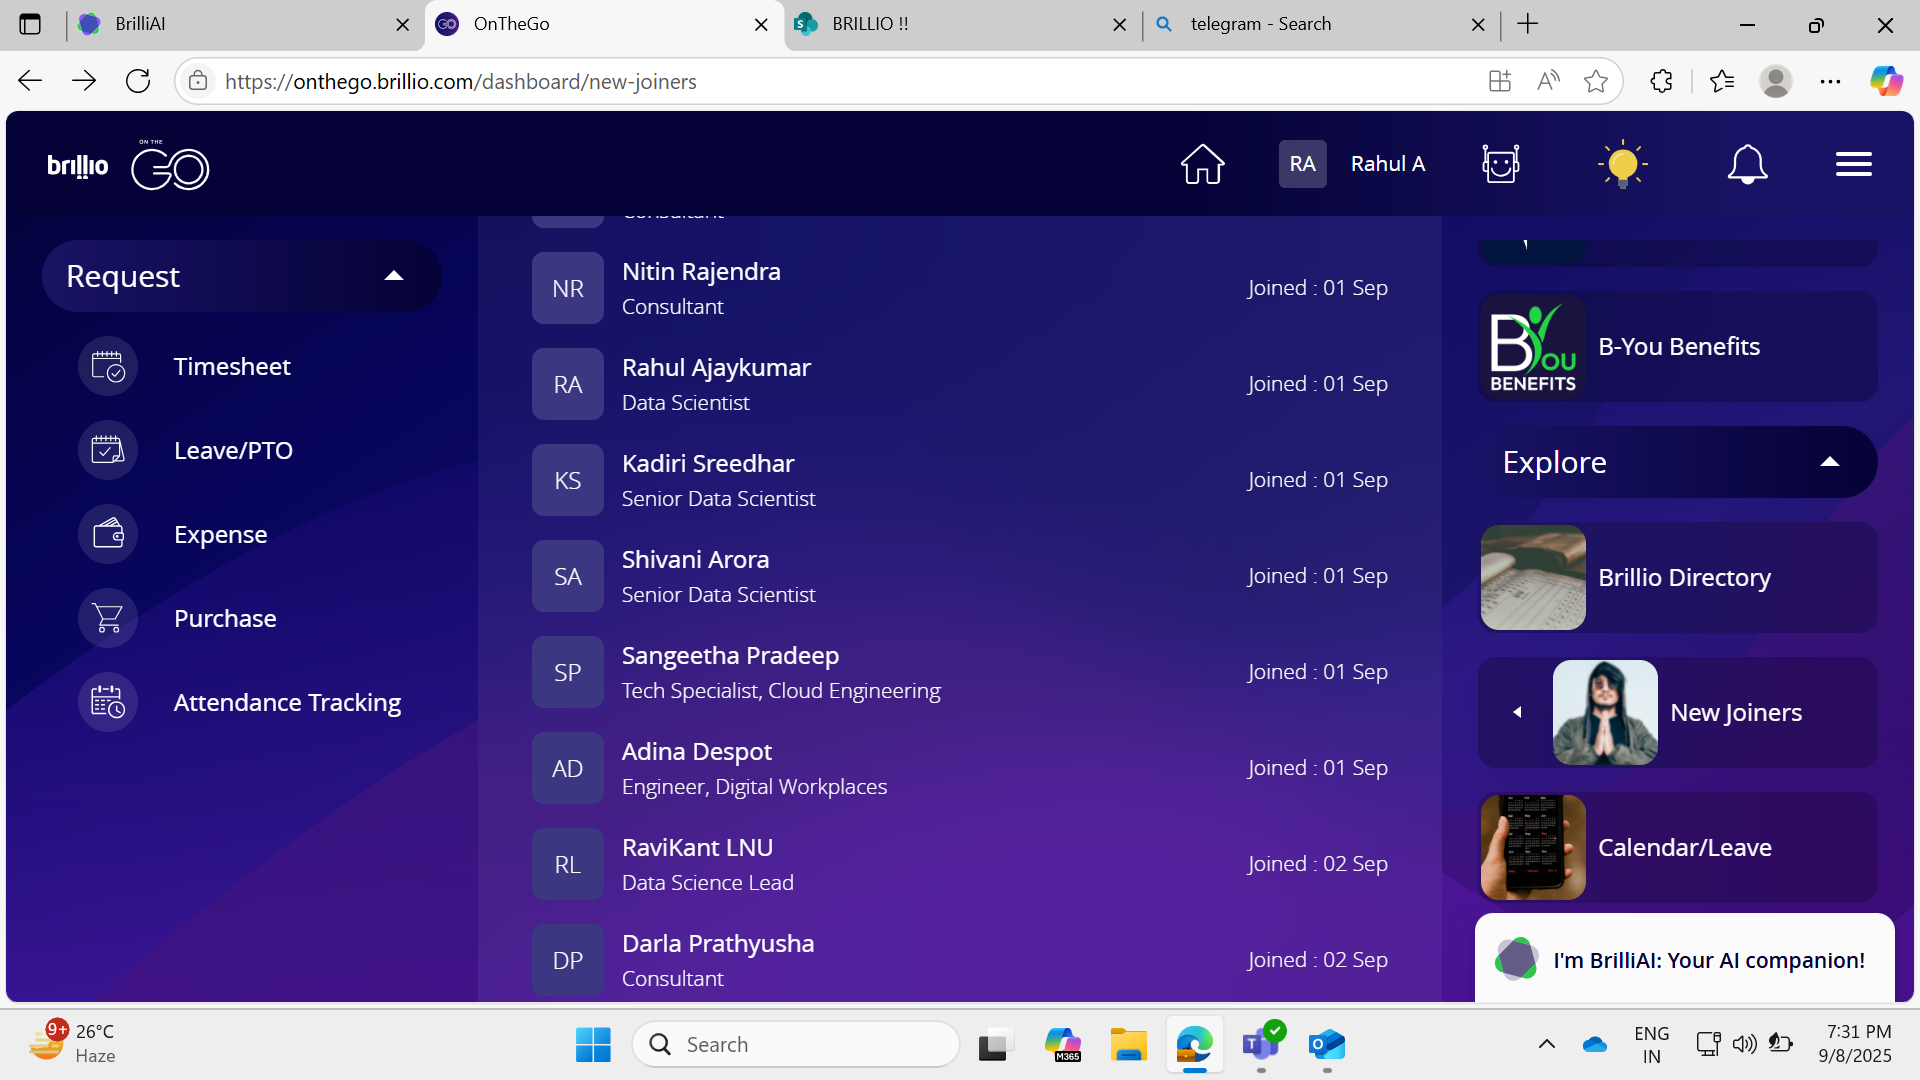 BrilliAI
OnTheGo
BRILLIO !!
telegram - Search
https://onthego.brillio.com/dashboard/new-joiners
brillio
ON THE
GO
RA
Rahul A
Request
Timesheet
Leave/PTO
Expense
Purchase
Attendance Tracking
Consultant
NR
Nitin Rajendra
Consultant
Joined : 01 Sep
RA
Rahul Ajaykumar
Data Scientist
Joined : 01 Sep
KS
Kadiri Sreedhar
Senior Data Scientist
Joined : 01 Sep
SA
Shivani Arora
Senior Data Scientist
Joined : 01 Sep
SP
Sangeetha Pradeep
Tech Specialist, Cloud Engineering
Joined : 01 Sep
AD
Adina Despot
Engineer, Digital Workplaces
Joined : 01 Sep
RL
RaviKant LNU
Data Science Lead
Joined : 02 Sep
DP
Darla Prathyusha
Consultant
Joined : 02 Sep
B You
BENEFITS
B-You Benefits
Explore
Brillio Directory
New Joiners
Calendar/Leave
I'm BrilliAI: Your AI companion!
9+
26°C
Haze
Search
M365
ENG
IN
7:31 PM
9/8/2025